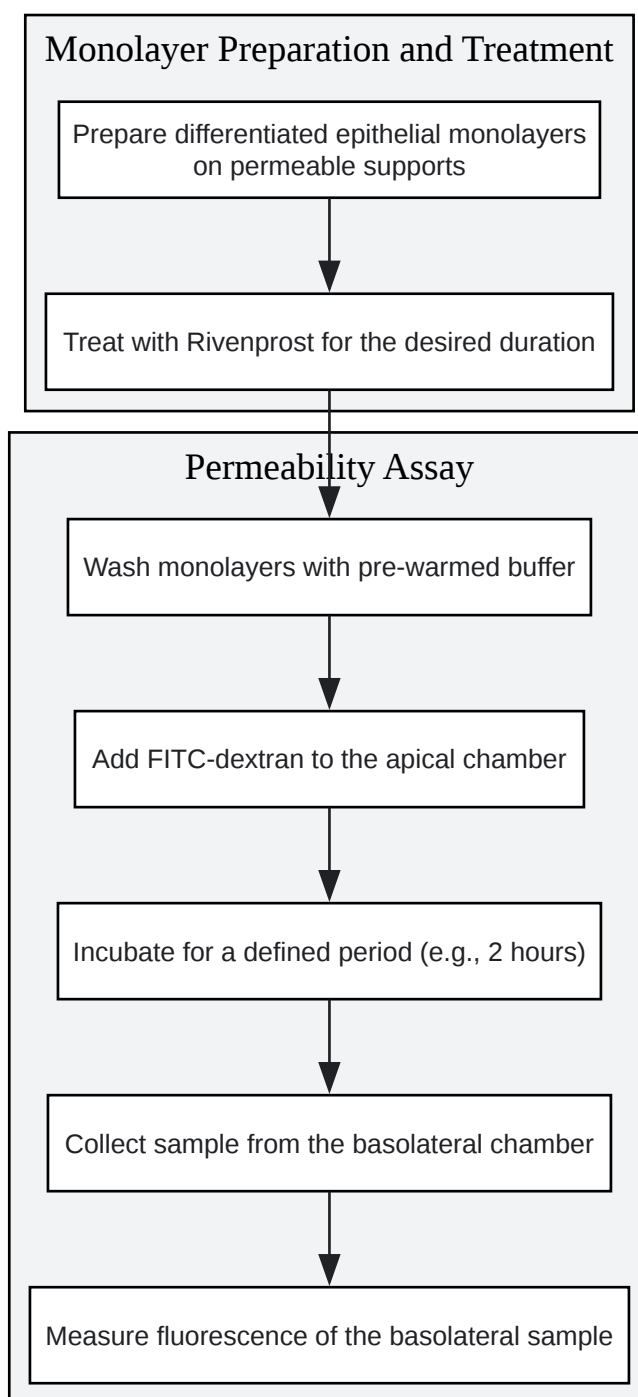 Monolayer Preparation and Treatment
Prepare differentiated epithelial monolayers
on permeable supports
Treat with Rivenprost for the desired duration
Permeability Assay
Wash monolayers with pre-warmed buffer
Add FITC-dextran to the apical chamber
Incubate for a defined period (e.g., 2 hours)
Collect sample from the basolateral chamber
Measure fluorescence of the basolateral sample